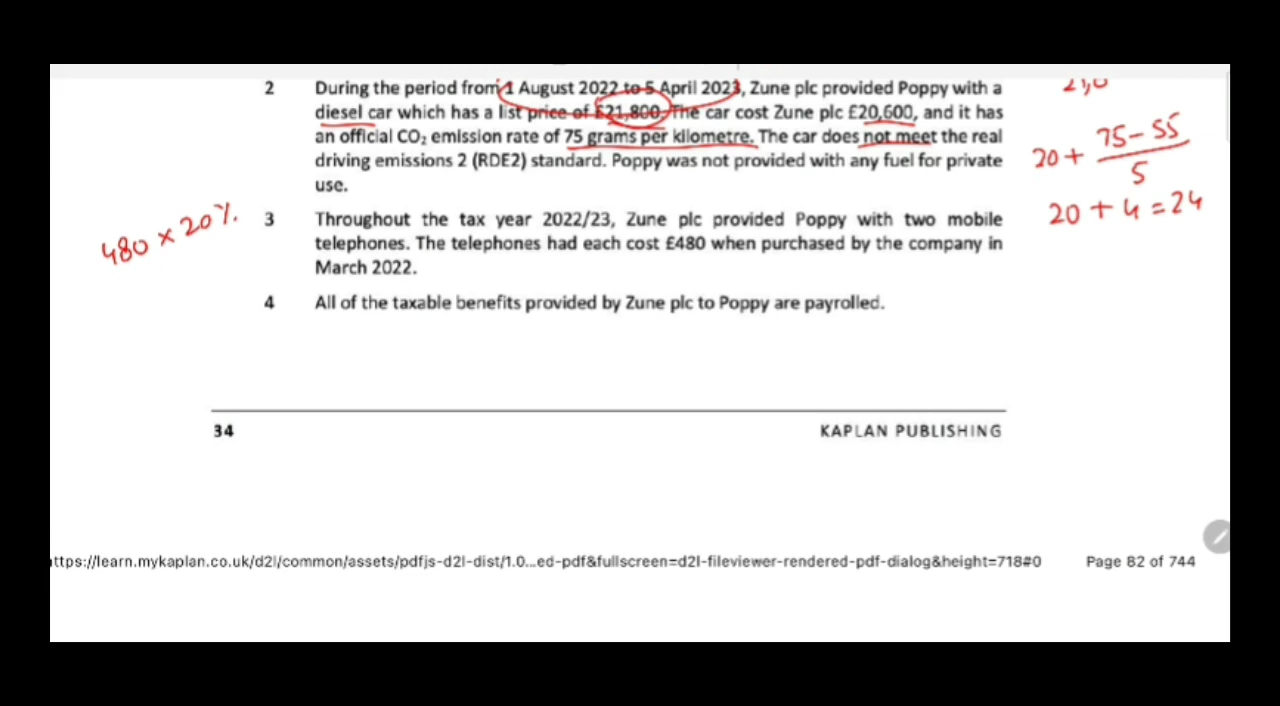 2 During the period from 1 August 2022 to 5 April 2023, Zune plc provided Poppy with a
diesel car which has a list price of £21,800. The car cost Zune plc £20,600, and it has
an official CO₂ emission rate of 75 grams per kilometre. The car does not meet the real
driving emissions 2 (RDE2) standard. Poppy was not provided with any fuel for private
use.
20 + 75 - 55
5
20 + 4 = 24
480 × 20%.
3 Throughout the tax year 2022/23, Zune plc provided Poppy with two mobile
telephones. The telephones had each cost £480 when purchased by the company in
March 2022.
4 All of the taxable benefits provided by Zune plc to Poppy are payrolled.
34 KAPLAN PUBLISHING
ttps://learn.mykaplan.co.uk/d2l/common/assets/pdfjs-d2l-dist/1.0...ed-pdf&fullscreen=d2l-fileviewer-rendered-pdf-dialog&height=718#0 Page 82 of 744